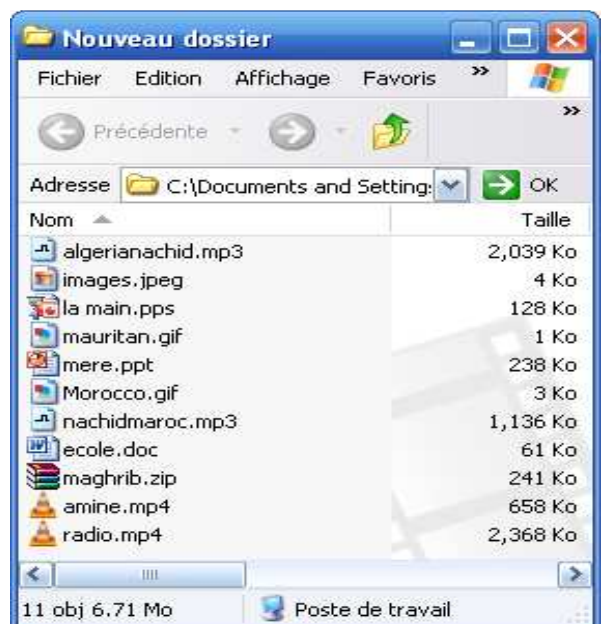 Nouveau dossier
Fichier Edition Affichage Favoris »
Précédente »
Adresse C:\Documents and Setting: OK
Nom Taille
algerianachid.mp3 2,039 Ko
images.jpeg 4 Ko
la main.pps 128 Ko
mauritan.gif 1 Ko
mere.ppt 238 Ko
Morocco.gif 3 Ko
nachidmaroc.mp3 1,136 Ko
ecole.doc 61 Ko
maghrib.zip 241 Ko
amine.mp4 658 Ko
radio.mp4 2,368 Ko
11 obj 6.71 Mo Poste de travail